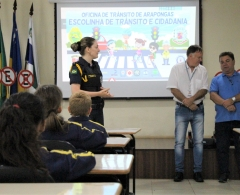 OFICINA DE TRÂNSITO DE ARAPONGAS
ESCOLINHA DE TRÂNSITO E CIDADANIA